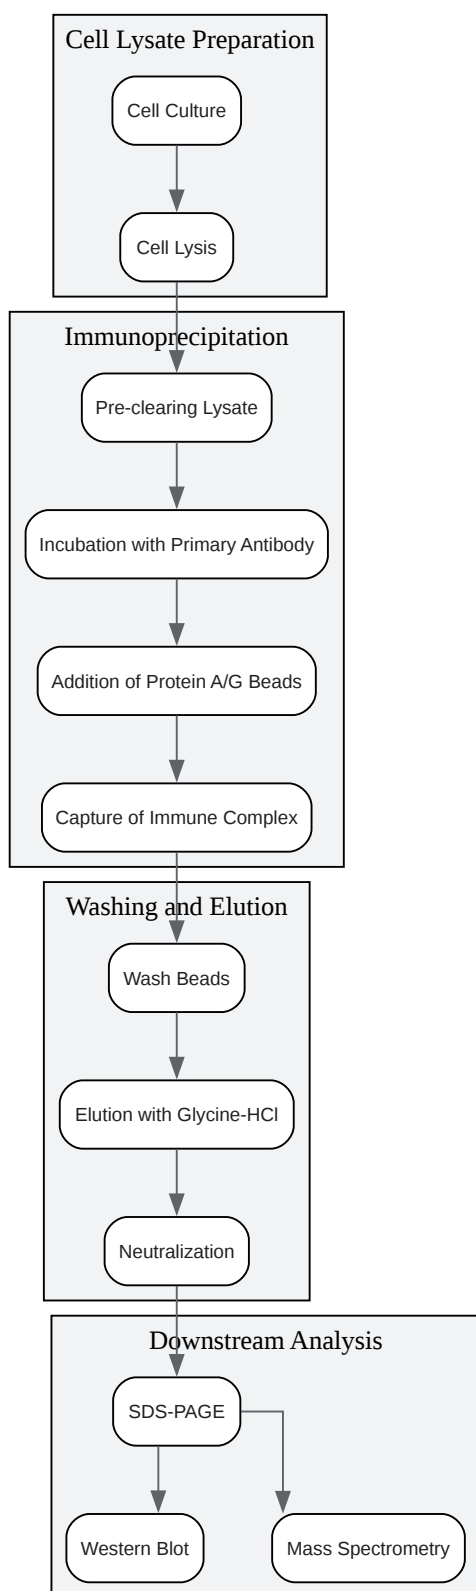 Cell Lysate Preparation
Cell Culture
Cell Lysis
Immunoprecipitation
Pre-clearing Lysate
Incubation with Primary Antibody
Addition of Protein A/G Beads
Capture of Immune Complex
Washing and Elution
Wash Beads
Elution with Glycine-HCl
Neutralization
Downstream Analysis
SDS-PAGE
Western Blot
Mass Spectrometry